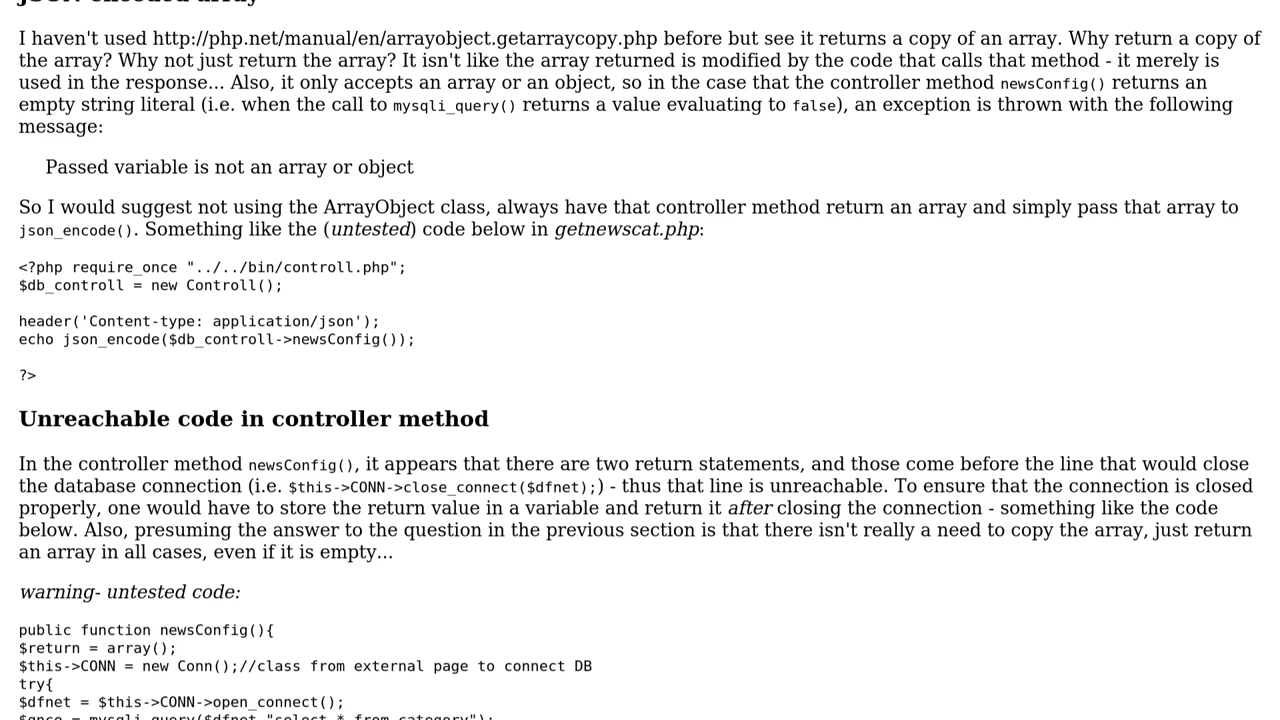 JSON encoded array
I haven't used http://php.net/manual/en/arrayobject.getarraycopy.php before but see it returns a copy of an array. Why return a copy of
the array? Why not just return the array? It isn't like the array returned is modified by the code that calls that method - it merely is
used in the response... Also, it only accepts an array or an object, so in the case that the controller method newsConfig() returns an
empty string literal (i.e. when the call to mysqli_query() returns a value evaluating to false), an exception is thrown with the following
message:
Passed variable is not an array or object
So I would suggest not using the ArrayObject class, always have that controller method return an array and simply pass that array to
json_encode(). Something like the (untested) code below in getnewscat.php:
<?php require_once "../../bin/controll.php";
$db_controll = new Controll();
header('Content-type: application/json');
echo json_encode($db_controll->newsConfig());
?>
Unreachable code in controller method
In the controller method newsConfig(), it appears that there are two return statements, and those come before the line that would close
the database connection (i.e. $this->CONN->close_connect($dfnet);) - thus that line is unreachable. To ensure that the connection is closed
properly, one would have to store the return value in a variable and return it after closing the connection - something like the code
below. Also, presuming the answer to the question in the previous section is that there isn't really a need to copy the array, just return
an array in all cases, even if it is empty...
warning- untested code:
public function newsConfig(){
$return = array();
$this->CONN = new Conn();//class from external page to connect DB
try{
$dfnet = $this->CONN->open_connect();
$qnco = mysqli_query($dfnet,"select * from category");